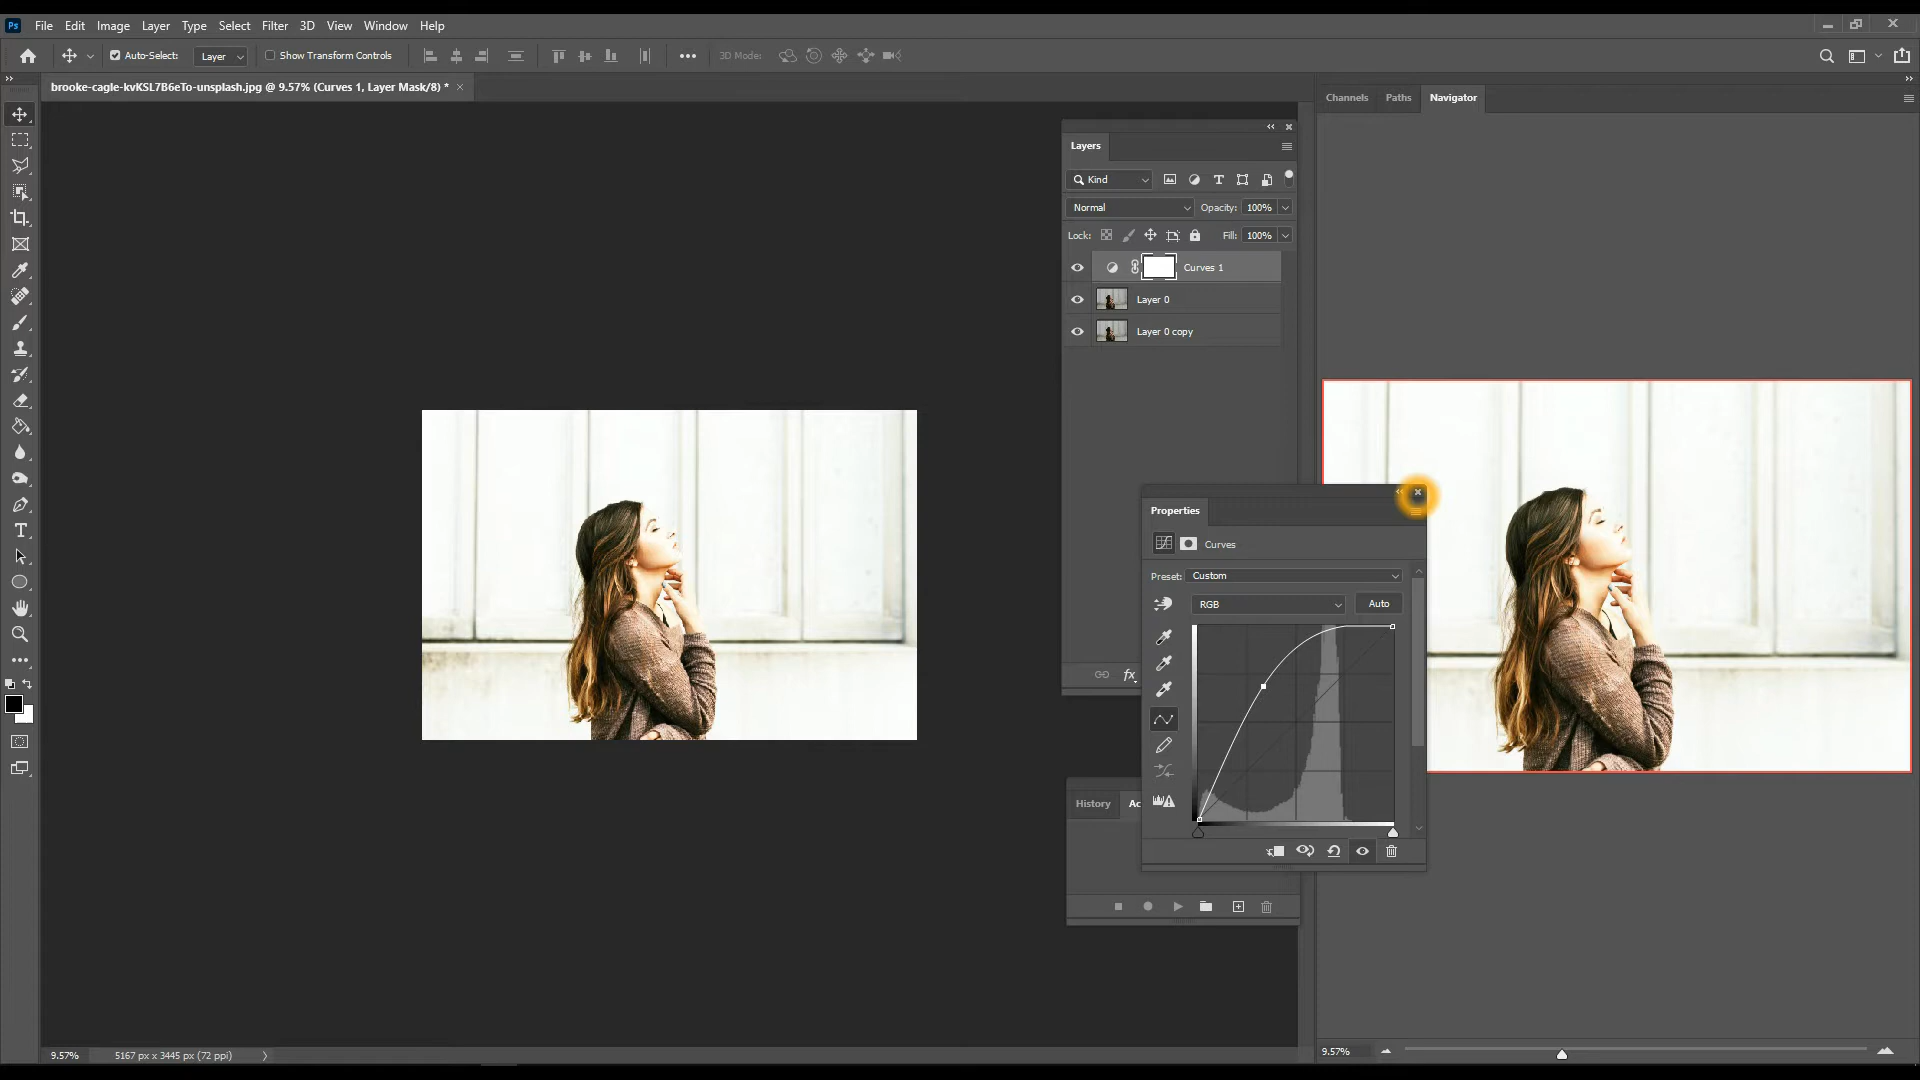 Ps File Edit Image Layer Type Select Filter 3D View Window Help
Auto-Select: Layer Show Transform Controls 3D Mode:
brooke-cagle-kvKSL7B6eTo-unsplash.jpg @ 9.57% (Curves 1, Layer Mask/8) *
Channels Paths Navigator
Layers
Kind
Normal Opacity: 100%
Lock: Fill: 100%
Curves 1
Layer 0
Layer 0 copy
fx
Properties
Curves
Preset: Custom
RGB Auto
History Ac
9.57% 5167 px x 3445 px (72 ppi)
9.57%